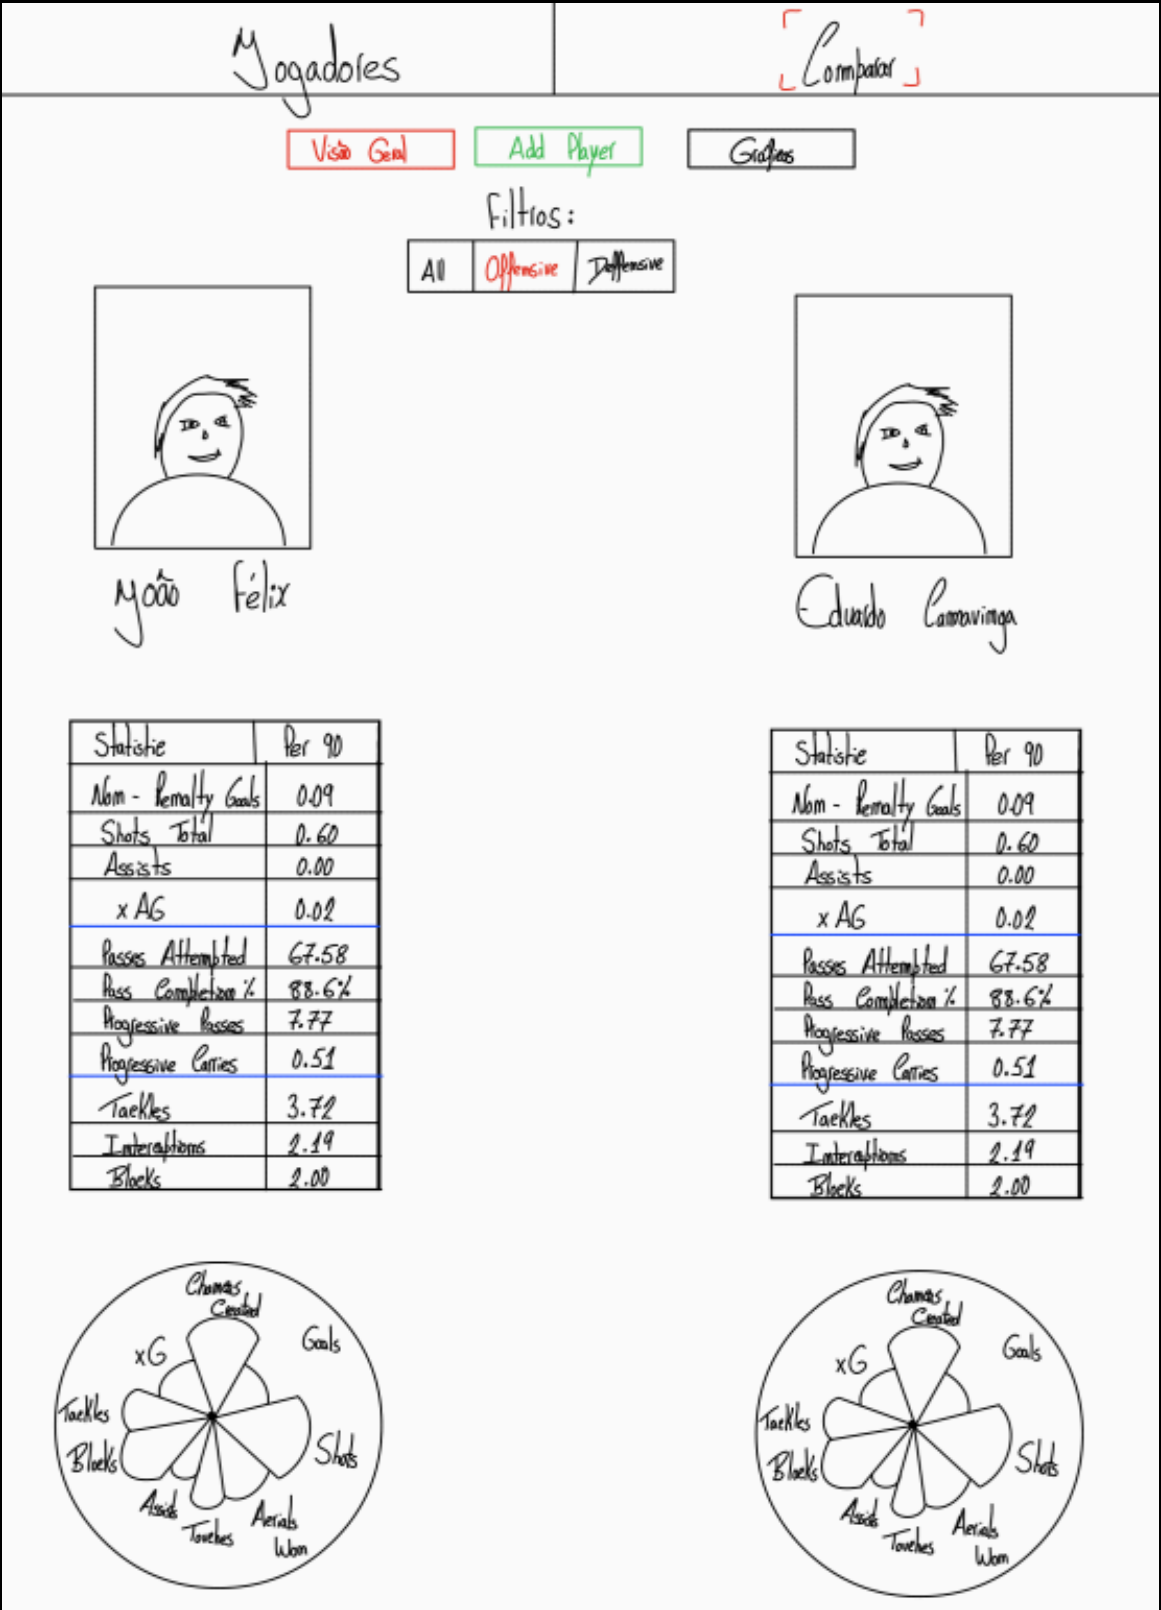 Jogadores
Comparar
Visão Geral
Add Player
Gráficos
Filtros:
All
Offensive
Deffensive
João Félix
Eduardo Camavinga
Statistic Per 90
Non - Penalty Goals 0.09
Shots Total 0.60
Assists 0.00
xAG 0.02
Passes Attempted 67.58
Pass Completion % 88.6%
Progressive Passes 7.77
Progressive Carries 0.51
Tackles 3.72
Interceptions 2.19
Blocks 2.00
Statistic Per 90
Non - Penalty Goals 0.09
Shots Total 0.60
Assists 0.00
xAG 0.02
Passes Attempted 67.58
Pass Completion % 88.6%
Progressive Passes 7.77
Progressive Carries 0.51
Tackles 3.72
Interceptions 2.19
Blocks 2.00
Chances
Created
Goals
xG
Tackles
Blocks
Shots
Assists
Touches
Aerials
Won
Chances
Created
Goals
xG
Tackles
Blocks
Shots
Assists
Touches
Aerials
Won